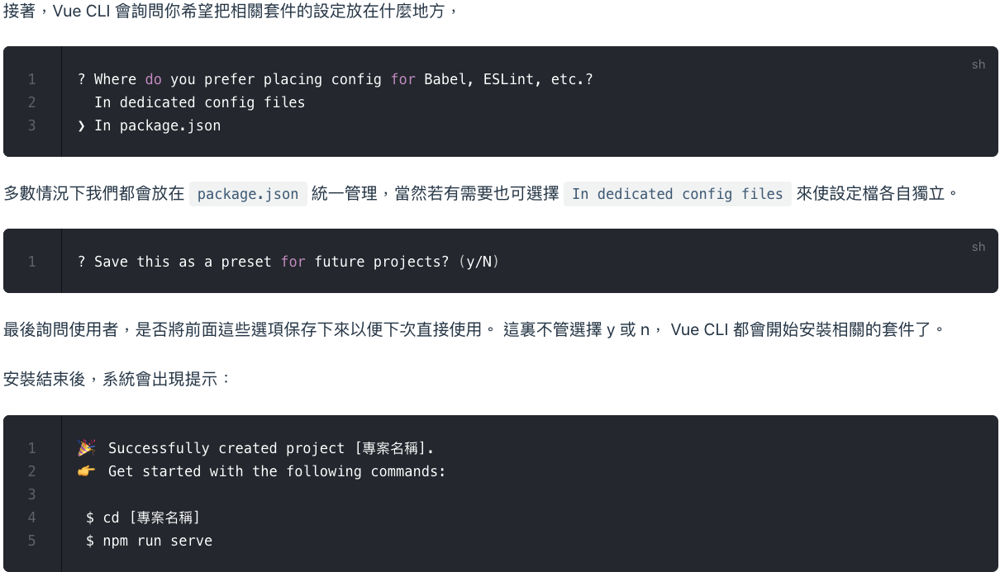 接著，Vue CLI 會詢問你希望把相關套件的設定放在什麼地方，
sh
1 ? Where do you prefer placing config for Babel, ESLint, etc.?
2 In dedicated config files
3 ❯ In package.json
多數情況下我們都會放在 package.json 統一管理，當然若有需要也可選擇 In dedicated config files 來使設定檔各自獨立。
sh
1 ? Save this as a preset for future projects? (y/N)
最後詢問使用者，是否將前面這些選項保存下來以便下次直接使用。 這裏不管選擇 y 或 n， Vue CLI 都會開始安裝相關的套件了。
安裝結束後，系統會出現提示：
1 🎉 Successfully created project [專案名稱].
2 👉 Get started with the following commands:
3
4 $ cd [專案名稱]
5 $ npm run serve